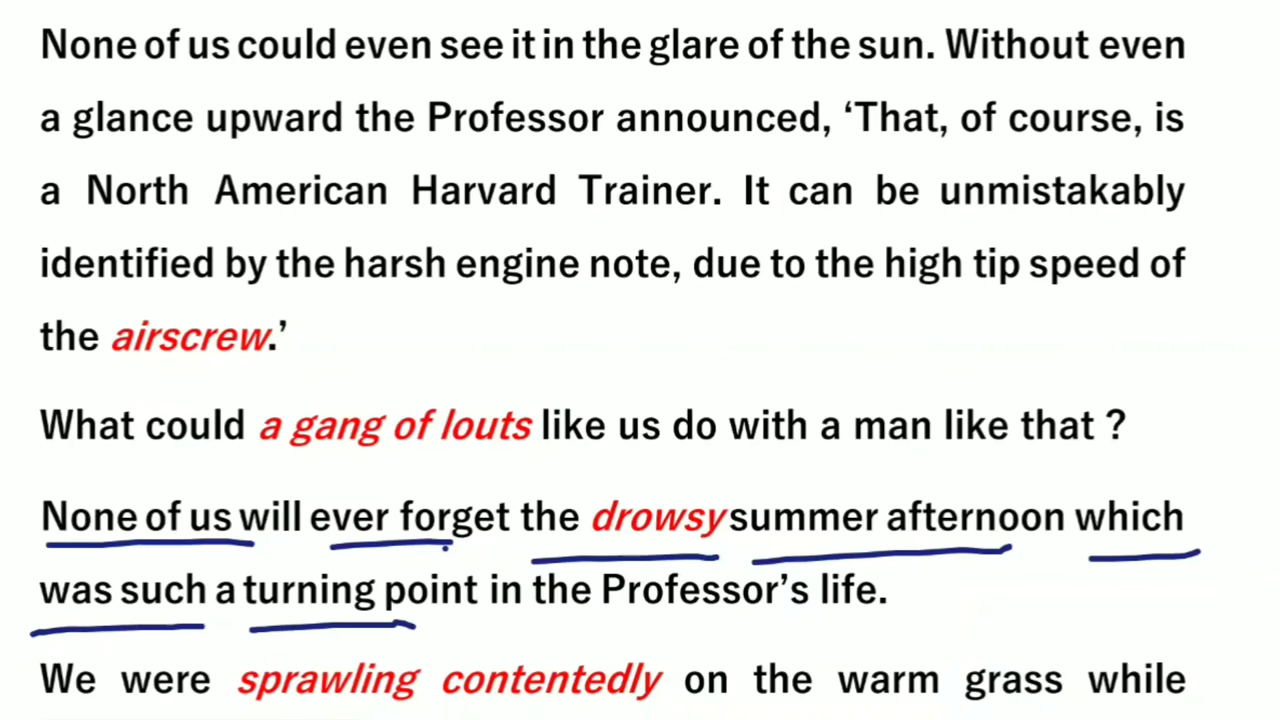 None of us could even see it in the glare of the sun. Without even
a glance upward the Professor announced, ‘That, of course, is
a North American Harvard Trainer. It can be unmistakably
identified by the harsh engine note, due to the high tip speed of
the airscrew.’
What could a gang of louts like us do with a man like that ?
None of us will ever forget the drowsy summer afternoon which
was such a turning point in the Professor’s life.
We were sprawling contentedly on the warm grass while